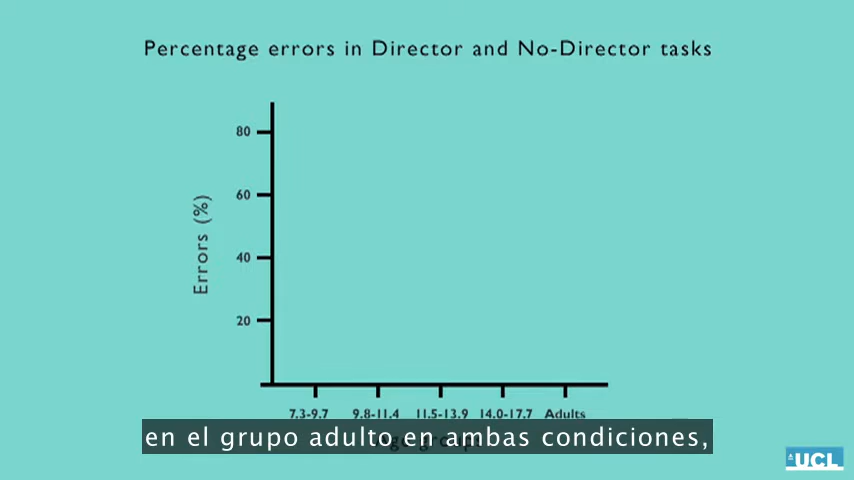 Percentage errors in Director and No-Director tasks
80
60
40
20
Errors (%)
7.3-9.7 9.8-11.4 11.5-13.9 14.0-17.7 Adults
en el grupo adulto en ambas condiciones,
UCL